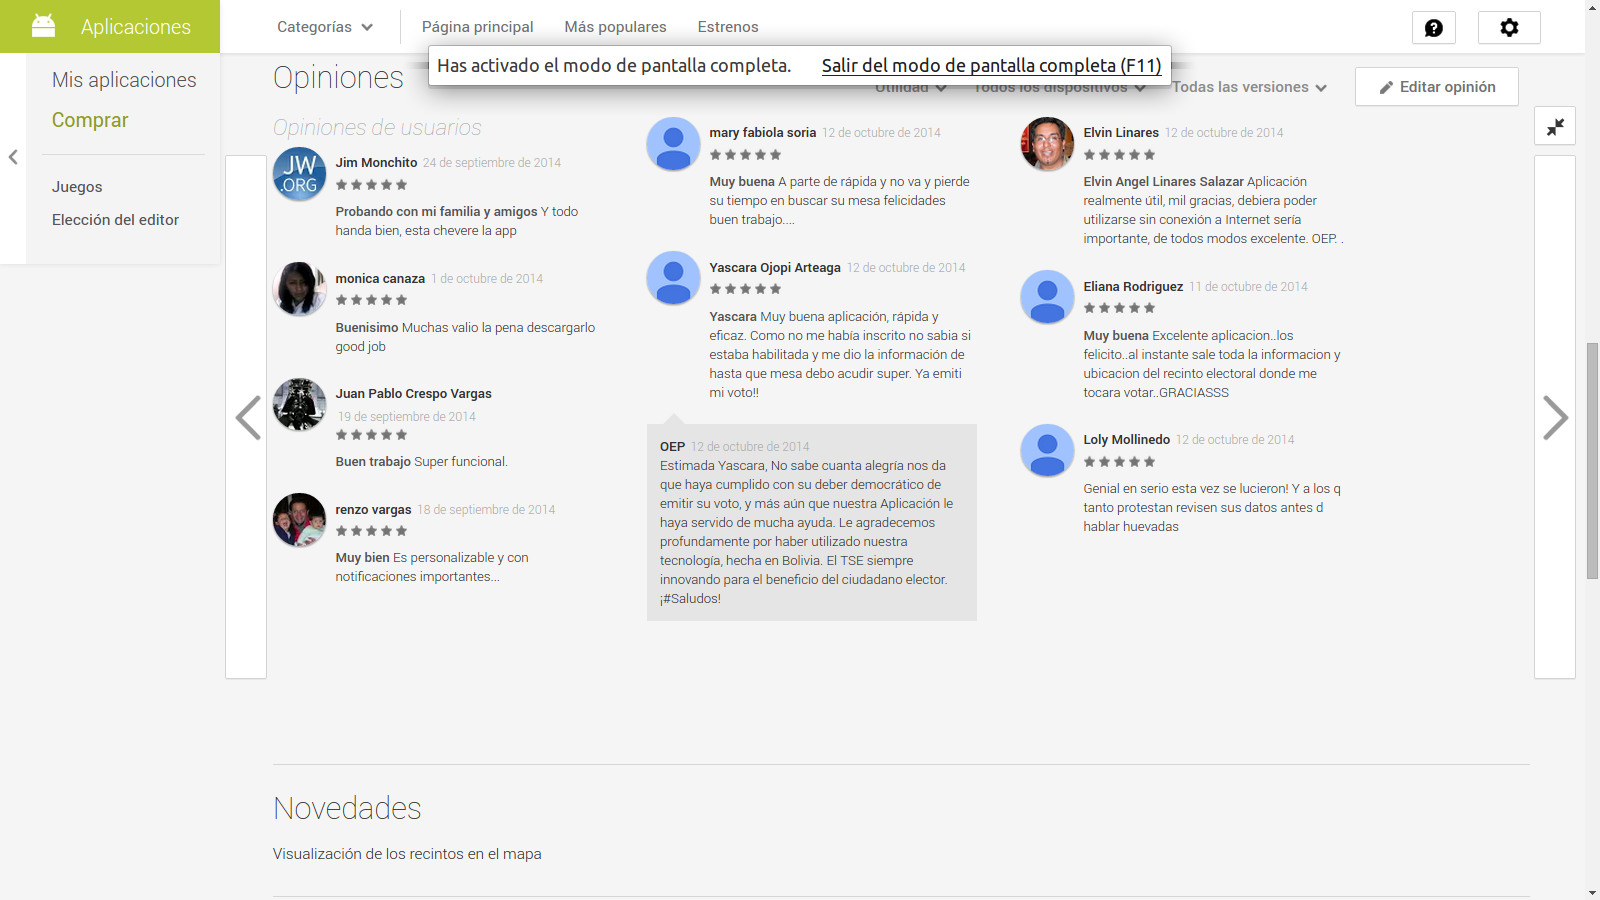 Aplicaciones
Categorías
Página principal
Más populares
Estrenos
Has activado el modo de pantalla completa. Salir del modo de pantalla completa (F11)
Mis aplicaciones
Comprar
Juegos
Elección del editor
Opiniones
Utilidad
Todos los dispositivos
Todas las versiones
Editar opinión
Opiniones de usuarios
JW
.ORG
Jim Monchito 24 de septiembre de 2014
Probando con mi familia y amigos Y todo
handa bien, esta chevere la app
monica canaza 1 de octubre de 2014
Buenisimo Muchas valio la pena descargarlo
good job
Juan Pablo Crespo Vargas
19 de septiembre de 2014
Buen trabajo Super funcional.
renzo vargas 18 de septiembre de 2014
Muy bien Es personalizable y con
notificaciones importantes...
mary fabiola soria 12 de octubre de 2014
Muy buena A parte de rápida y no va y pierde
su tiempo en buscar su mesa felicidades
buen trabajo....
Yascara Ojopi Arteaga 12 de octubre de 2014
Yascara Muy buena aplicación, rápida y
eficaz. Como no me había inscrito no sabia si
estaba habilitada y me dio la información de
hasta que mesa debo acudir super. Ya emiti
mi voto!!
OEP 12 de octubre de 2014
Estimada Yascara, No sabe cuanta alegría nos da
que haya cumplido con su deber democrático de
emitir su voto, y más aún que nuestra Aplicación le
haya servido de mucha ayuda. Le agradecemos
profundamente por haber utilizado nuestra
tecnología, hecha en Bolivia. El TSE siempre
innovando para el beneficio del ciudadano elector.
¡#Saludos!
Elvin Linares 12 de octubre de 2014
Elvin Angel Linares Salazar Aplicación
realmente útil, mil gracias, debiera poder
utilizarse sin conexión a Internet sería
importante, de todos modos excelente. OEP. .
Eliana Rodriguez 11 de octubre de 2014
Muy buena Excelente aplicacion..los
felicito..al instante sale toda la informacion y
ubicacion del recinto electoral donde me
tocara votar..GRACIASSS
Loly Mollinedo 12 de octubre de 2014
Genial en serio esta vez se lucieron! Y a los q
tanto protestan revisen sus datos antes d
hablar huevadas
Novedades
Visualización de los recintos en el mapa